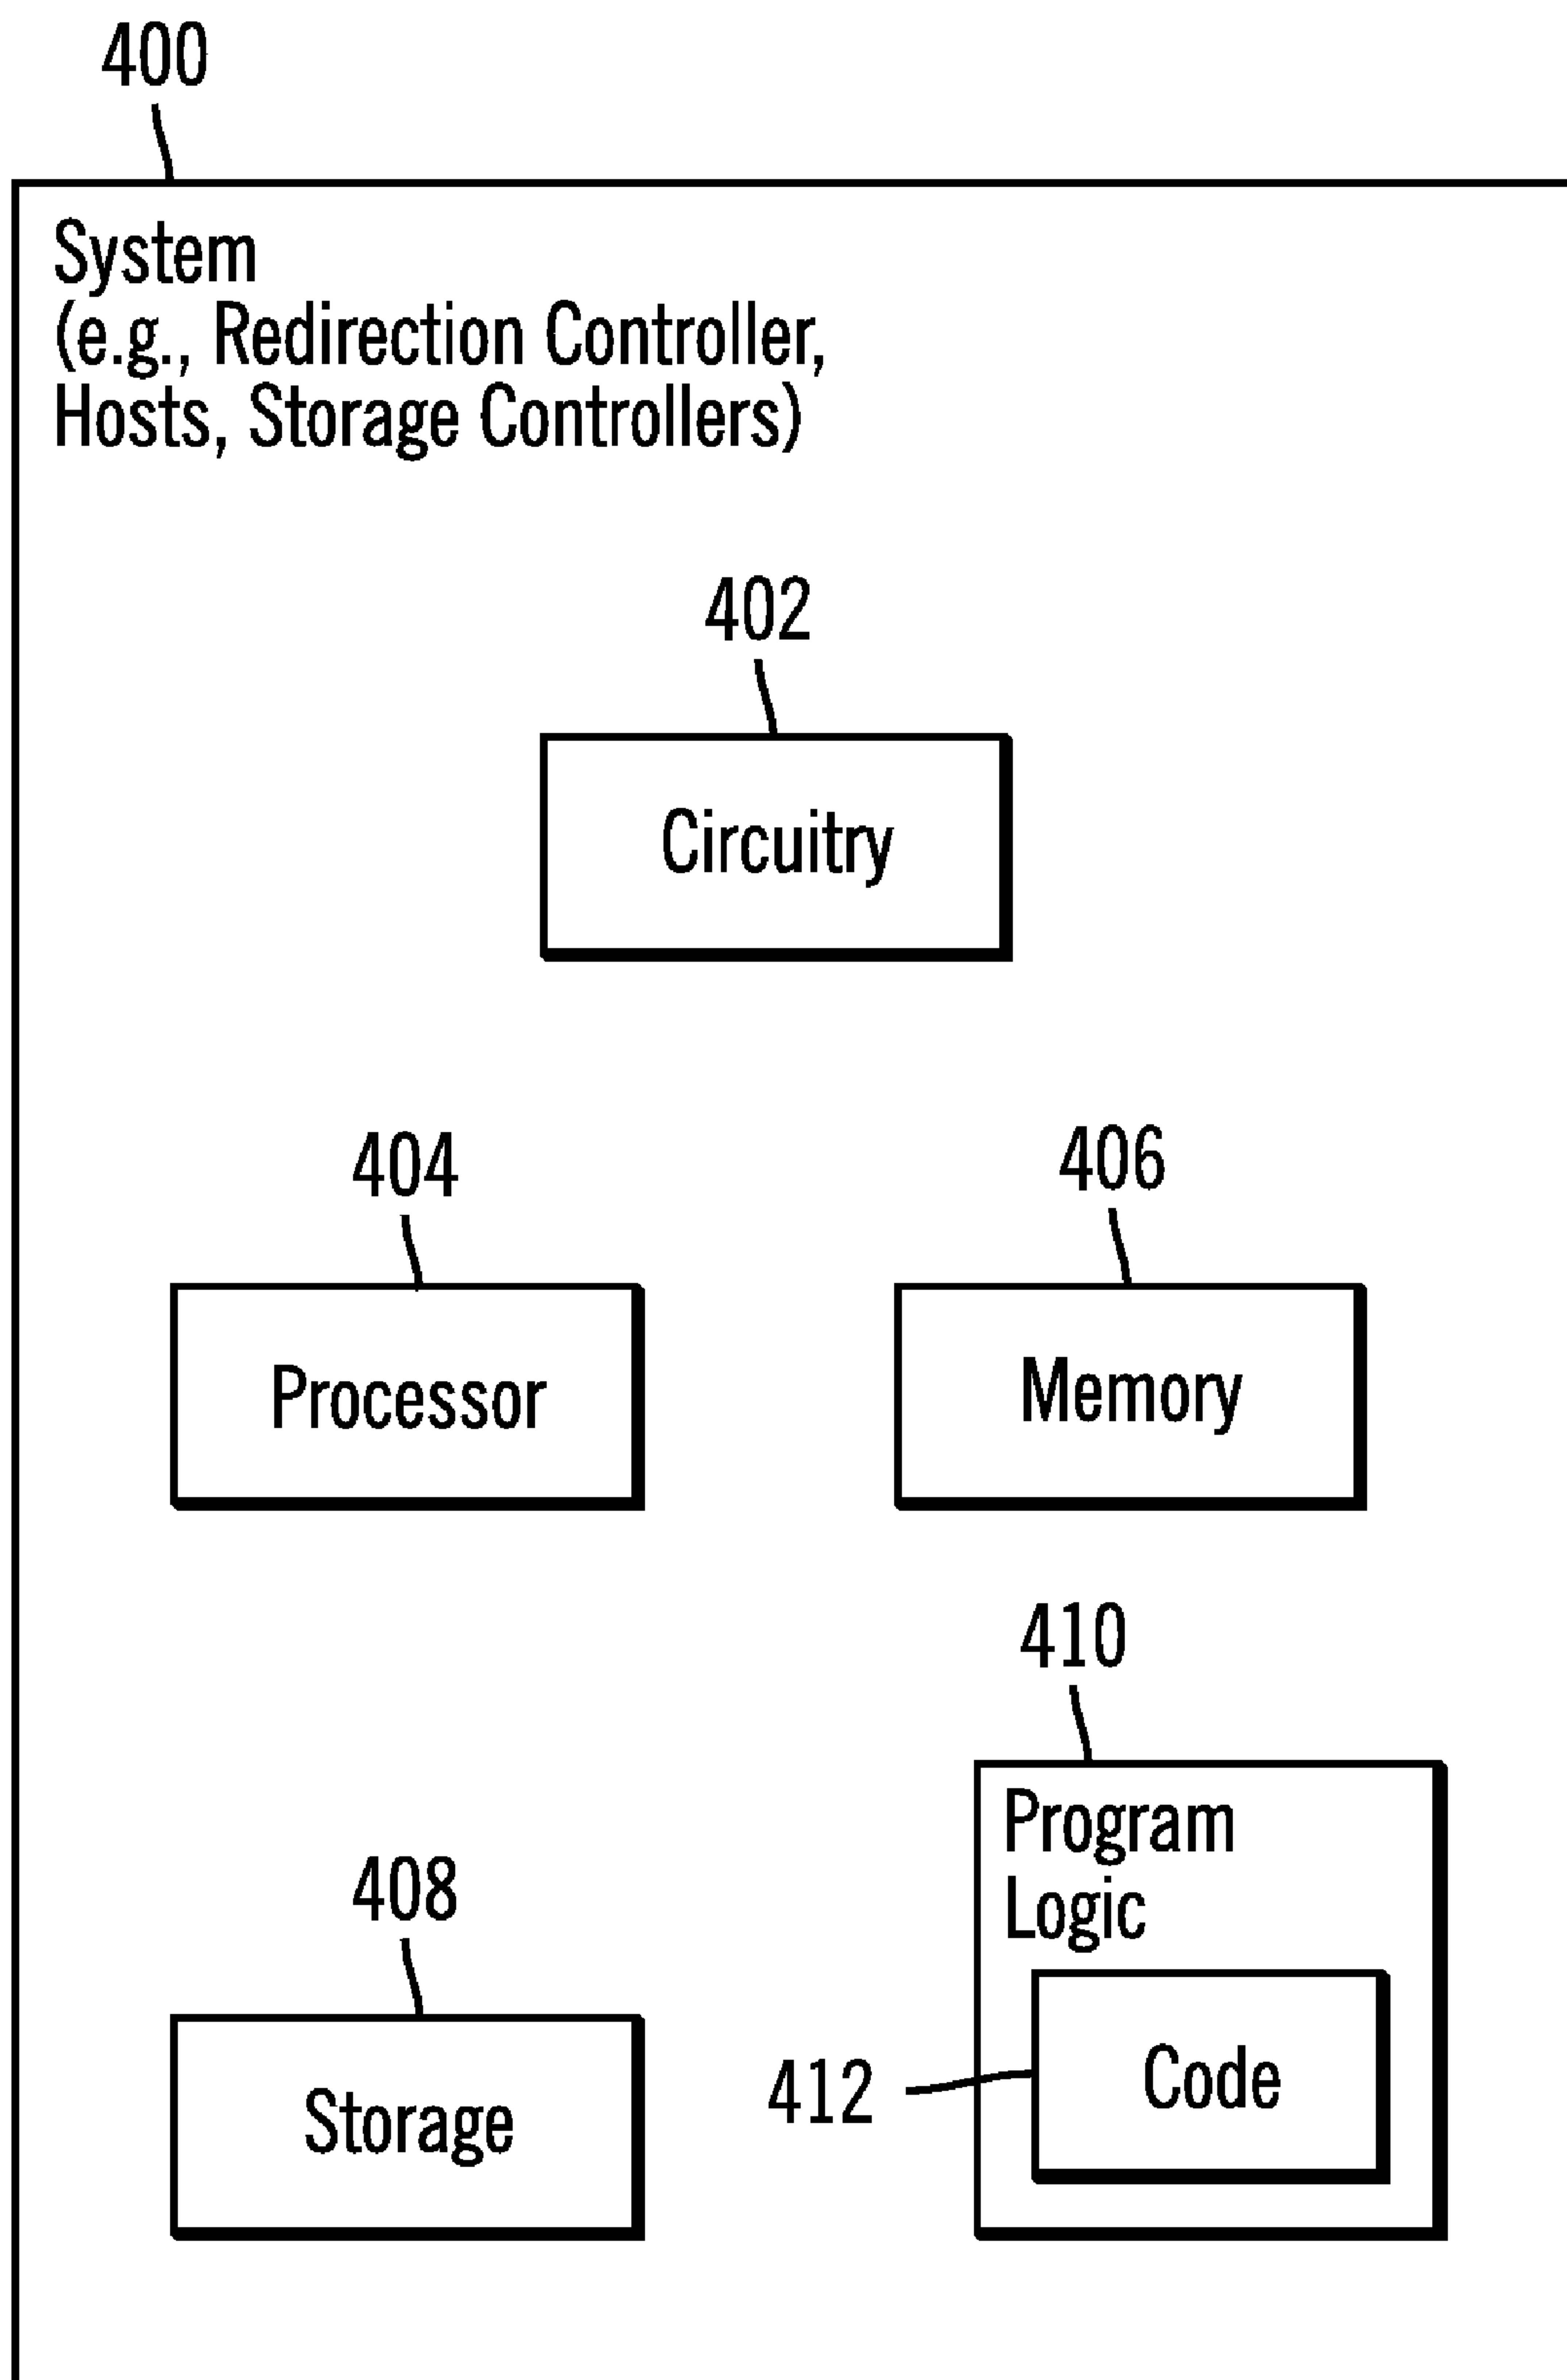 400
System
(e.g., Redirection Controller,
Hosts, Storage Controllers)
402
Circuitry
404
406
Processor
Memory
410
Program
Logic
408
412
Code
Storage